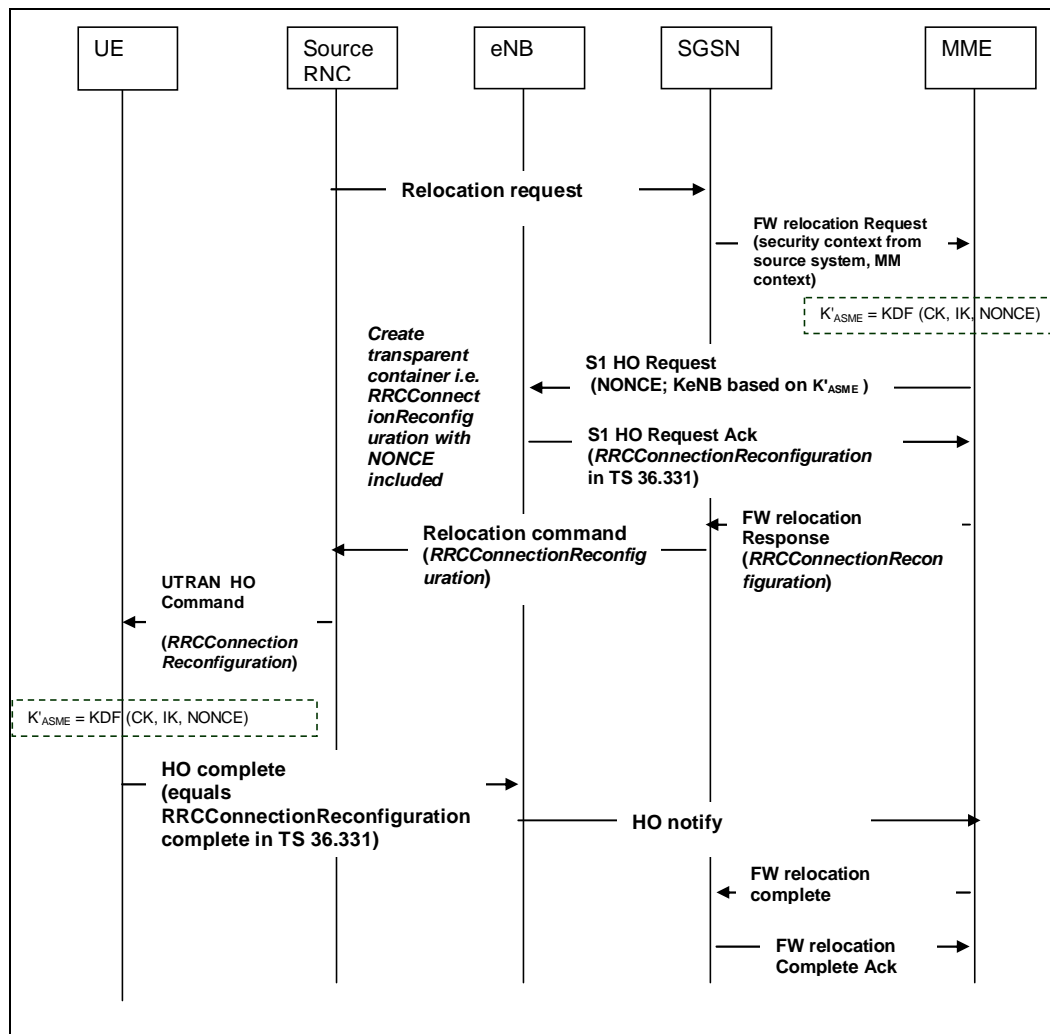 UE
Source
RNC
eNB
SGSN
MME
Relocation request
FW relocation Request
(security context from
source system, MM
context)
K'ASME = KDF (CK, IK, NONCE)
Create
transparent
container i.e.
RRCConnect
ionReconfig
uration with
NONCE
included
S1 HO Request
(NONCE; KeNB based on K'ASME )
S1 HO Request Ack
(RRCConnectionReconfiguration
in TS 36.331)
FW relocation
Response
(RRCConnectionRecon
figuration)
Relocation command
(RRCConnectionReconfig
uration)
UTRAN HO
Command
(RRCConnection
Reconfiguration)
K'ASME = KDF (CK, IK, NONCE)
HO complete
(equals
RRCConnectionReconfiguration
complete in TS 36.331)
HO notify
FW relocation
complete
FW relocation
Complete Ack